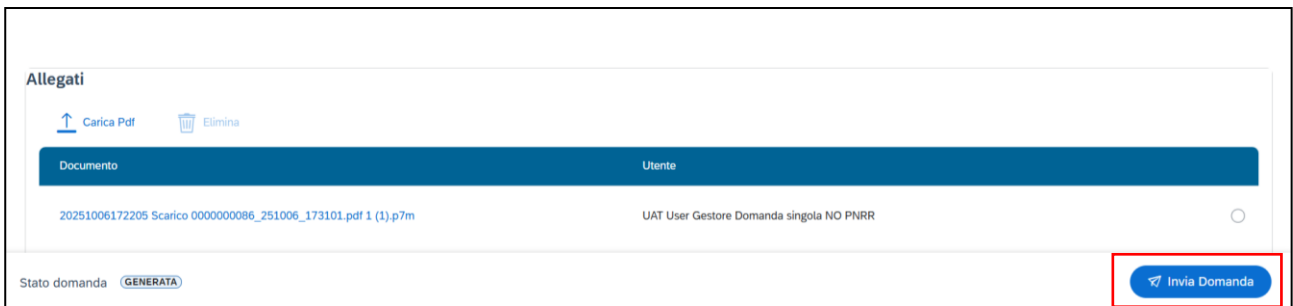 Allegati
Carica Pdf Elimina
Documento Utente
20251006172205 Scarico 0000000086_251006_173101.pdf 1 (1).p7m UAT User Gestore Domanda singola NO PNRR
Stato domanda GENERATA Invia Domanda